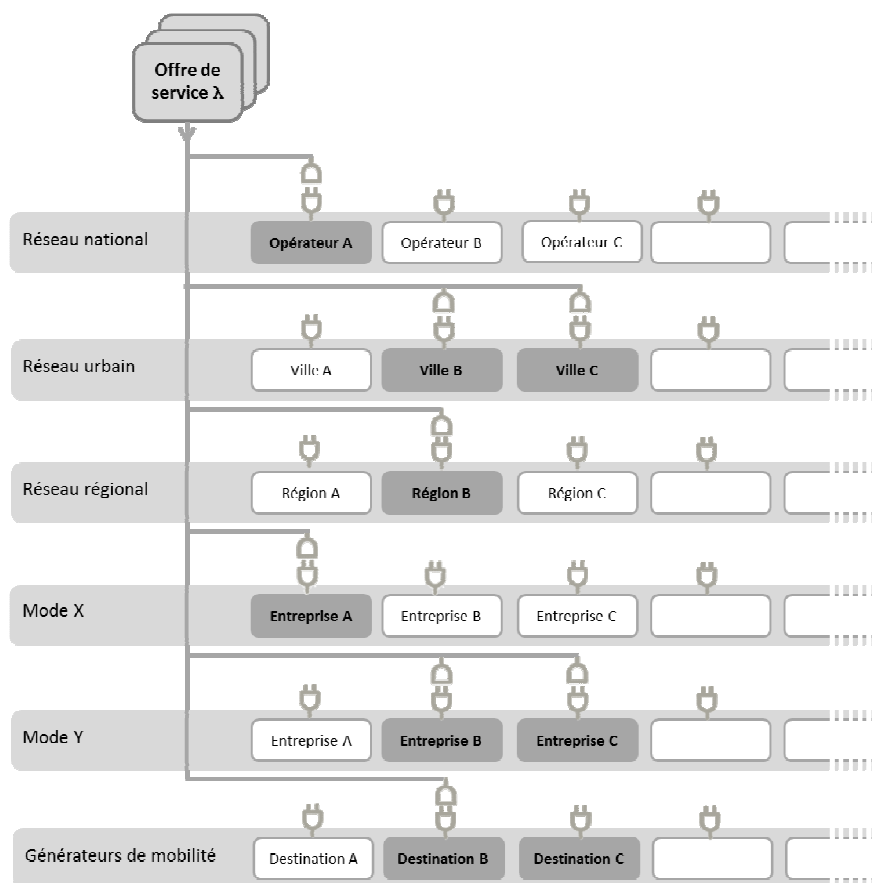 Offre de
service λ
Réseau national
Opérateur A
Opérateur B
Opérateur C
Réseau urbain
Ville A
Ville B
Ville C
Réseau régional
Région A
Région B
Région C
Mode X
Entreprise A
Entreprise B
Entreprise C
Mode Y
Entreprise A
Entreprise B
Entreprise C
Générateurs de mobilité
Destination A
Destination B
Destination C